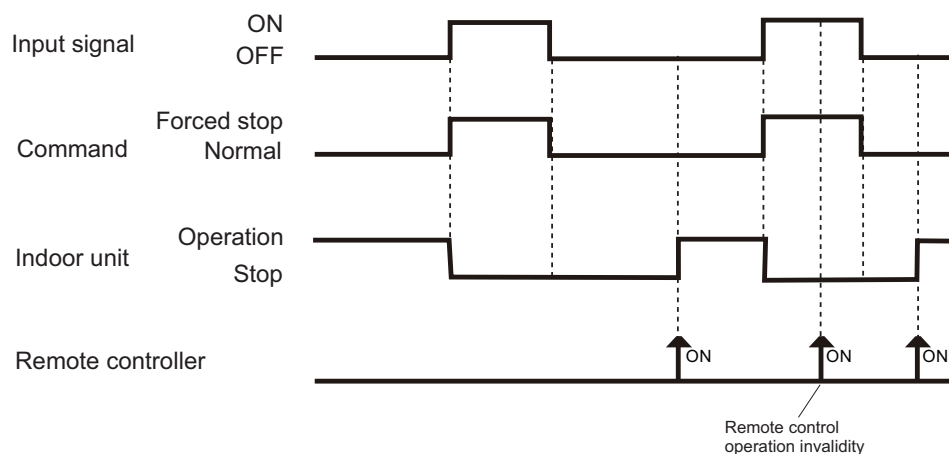 Input signal
ON
OFF
Command
Forced stop
Normal
Indoor unit
Operation
Stop
Remote controller
ON
ON
ON
Remote control
operation invalidity